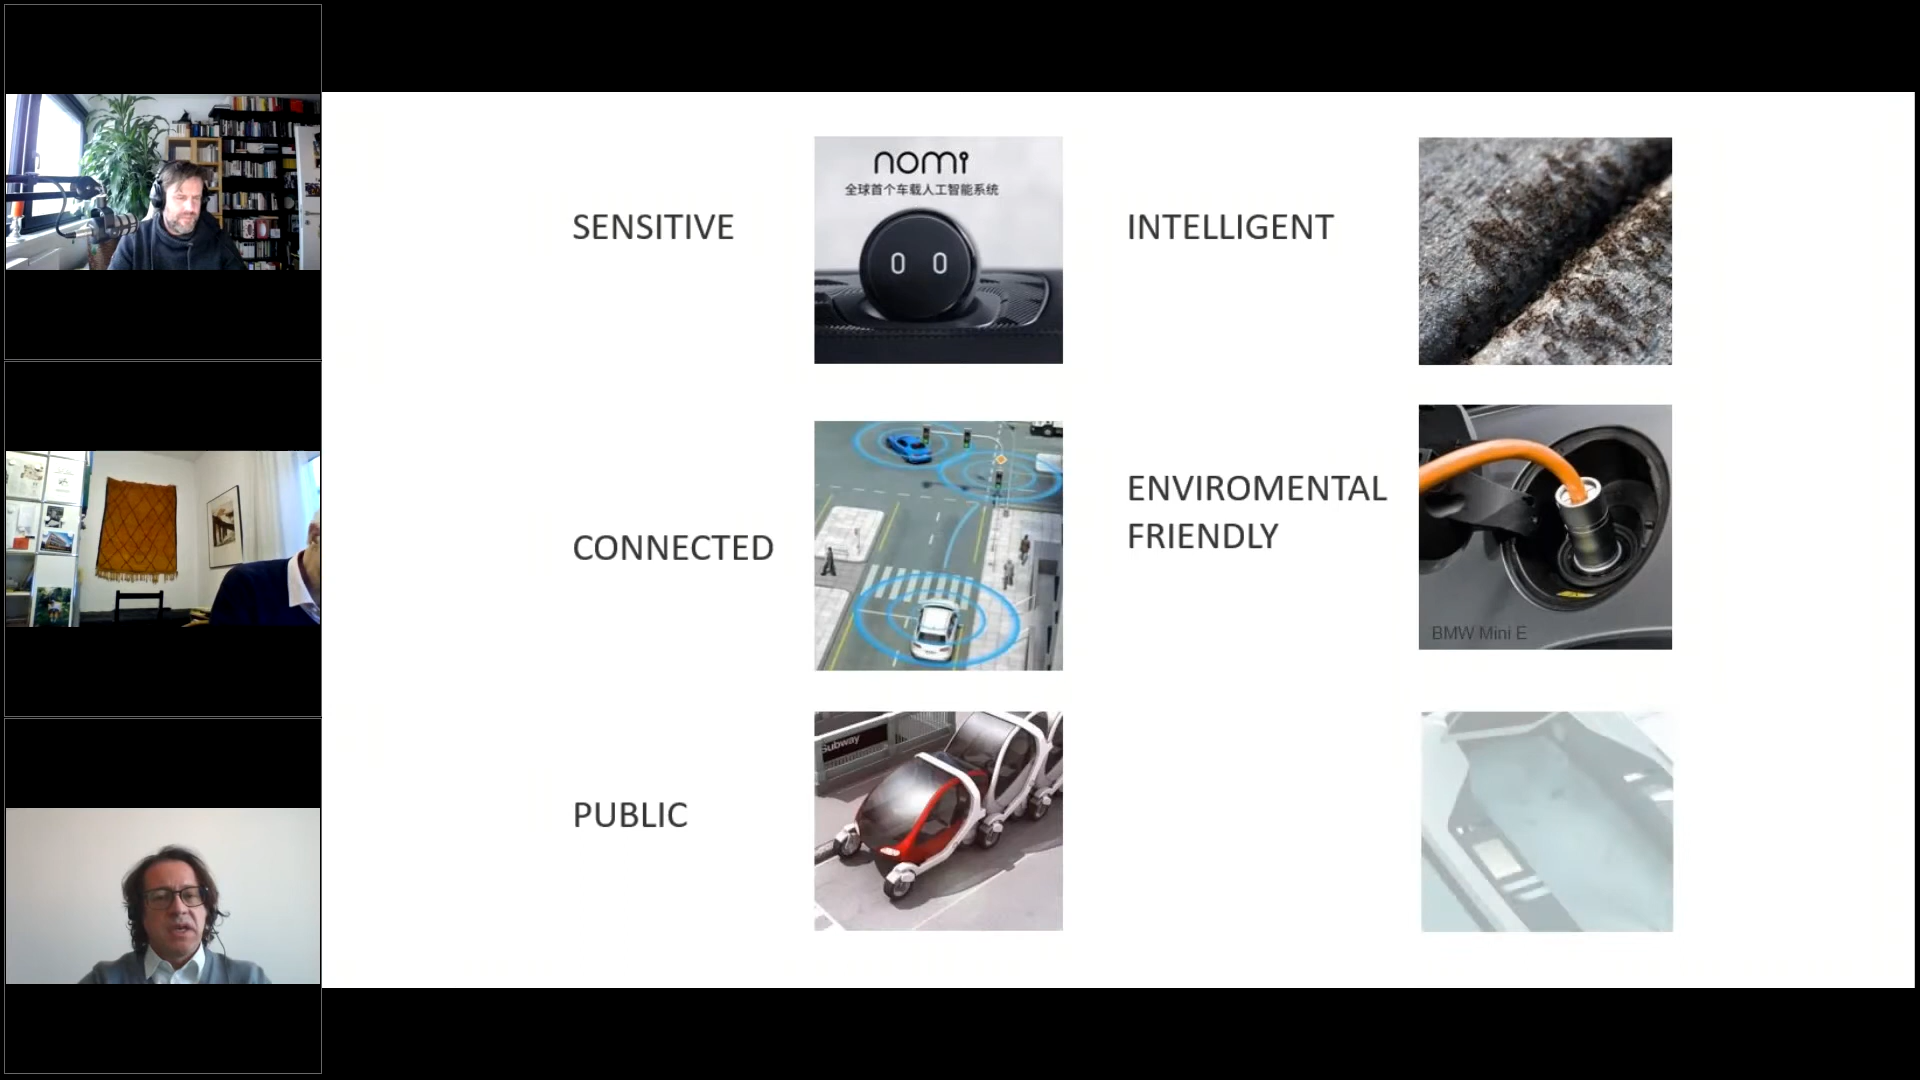 SENSITIVE
nomi
全球首个车载人工智能系统
INTELLIGENT
CONNECTED
ENVIROMENTAL
FRIENDLY
BMW Mini E
PUBLIC
Subway